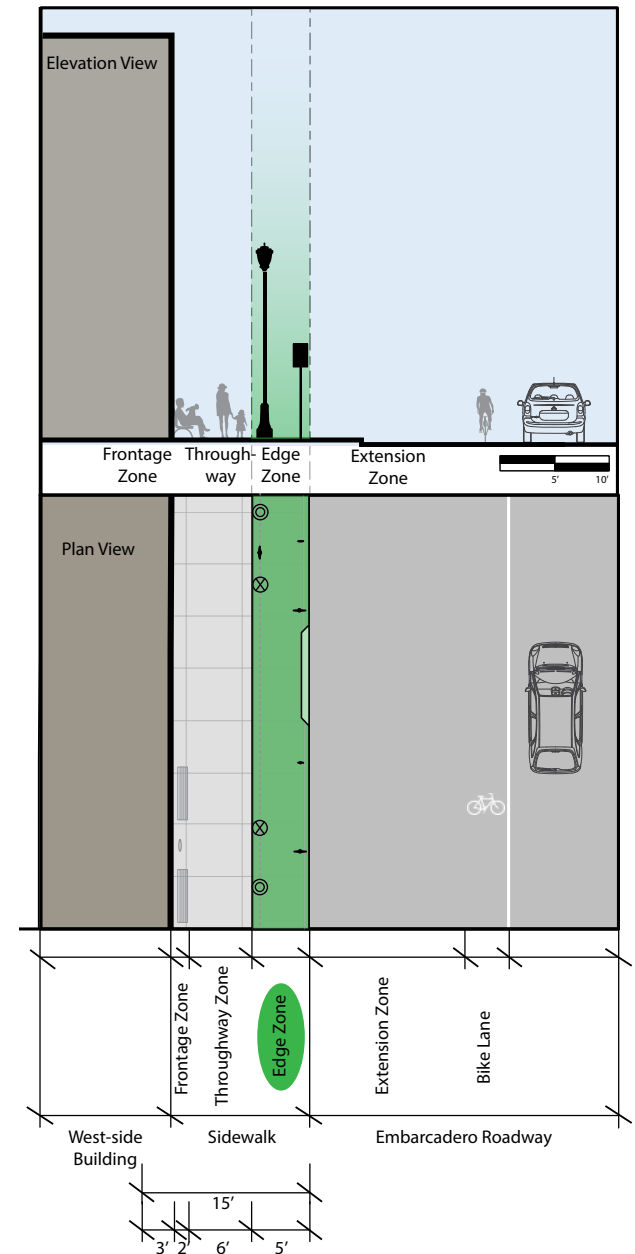 Elevation View
Frontage Zone
Through-way
Edge Zone
Extension Zone
5’
10’
Plan View
Frontage Zone
Throughway Zone
Edge Zone
Extension Zone
Bike Lane
West-side Building
Sidewalk
Embarcadero Roadway
15’
3’
2’
6’
5’